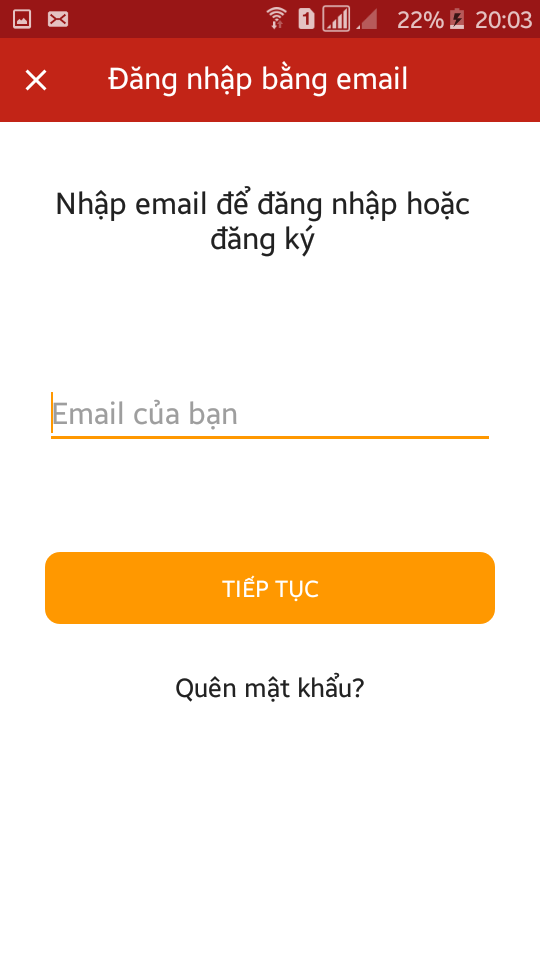 1 22% 20:03
Đăng nhập bằng email
Nhập email để đăng nhập hoặc
đăng ký
Email của bạn
TIẾP TỤC
Quên mật khẩu?